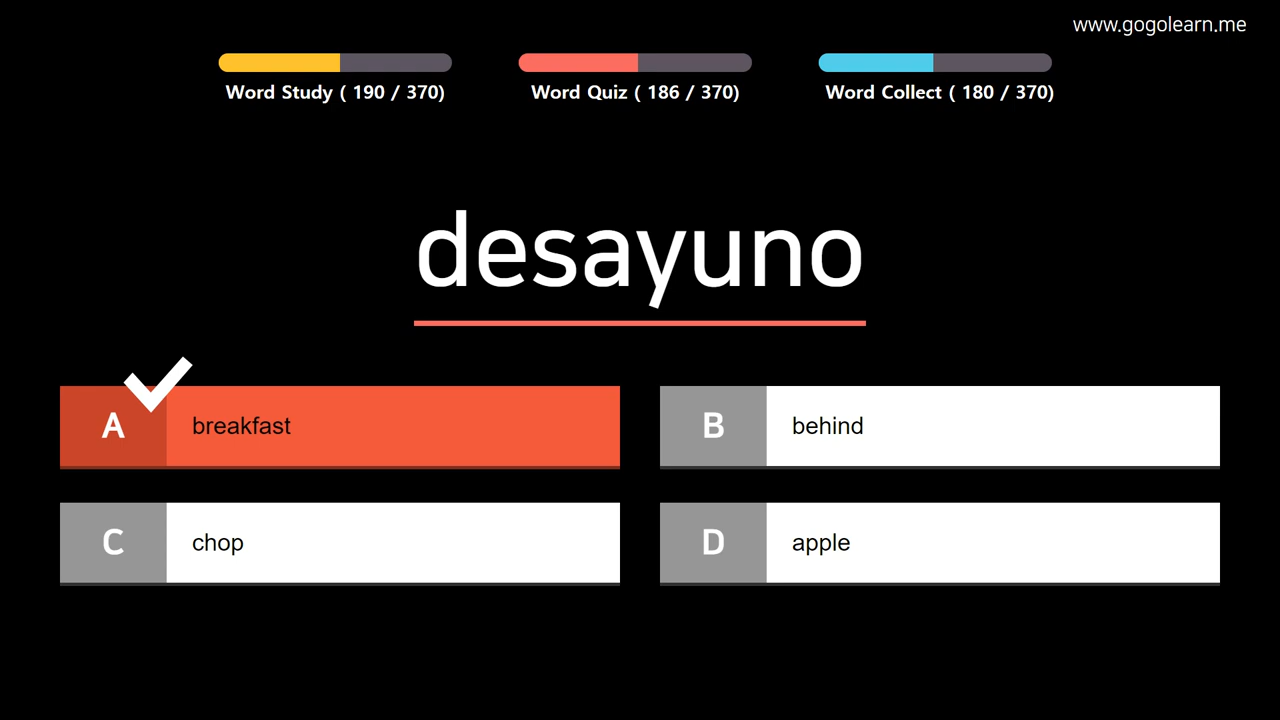 www.gogolearn.me
Word Study ( 190 / 370)
Word Quiz ( 186 / 370)
Word Collect ( 180 / 370)
desayuno
A breakfast
B behind
C chop
D apple